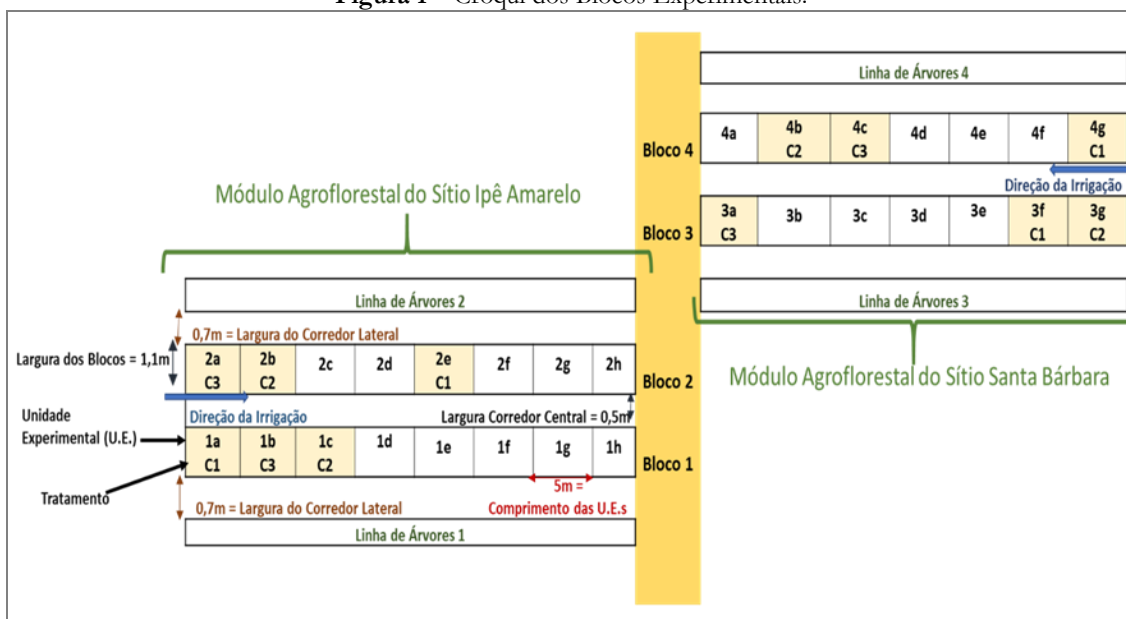 Figura 1 – Croqui dos Blocos Experimentais.
Linha de Árvores 4
Bloco 4
4a
4b
C2
4c
C3
4d
4e
4f
4g
C1
Direção da Irrigação
Bloco 3
3a
C3
3b
3c
3d
3e
3f
C1
3g
C2
Linha de Árvores 3
Módulo Agroflorestal do Sítio Santa Bárbara
Módulo Agroflorestal do Sítio Ipê Amarelo
Linha de Árvores 2
0,7m = Largura do Corredor Lateral
Largura dos Blocos = 1,1m
2a
C3
2b
C2
2c
2d
2e
C1
2f
2g
2h
Bloco 2
Direção da Irrigação
Largura Corredor Central = 0,5m
Unidade
Experimental (U.E.)
Tratamento
1a
C1
1b
C3
1c
C2
1d
1e
1f
1g
1h
Bloco 1
5m =
Comprimento das U.E.s
0,7m = Largura do Corredor Lateral
Linha de Árvores 1